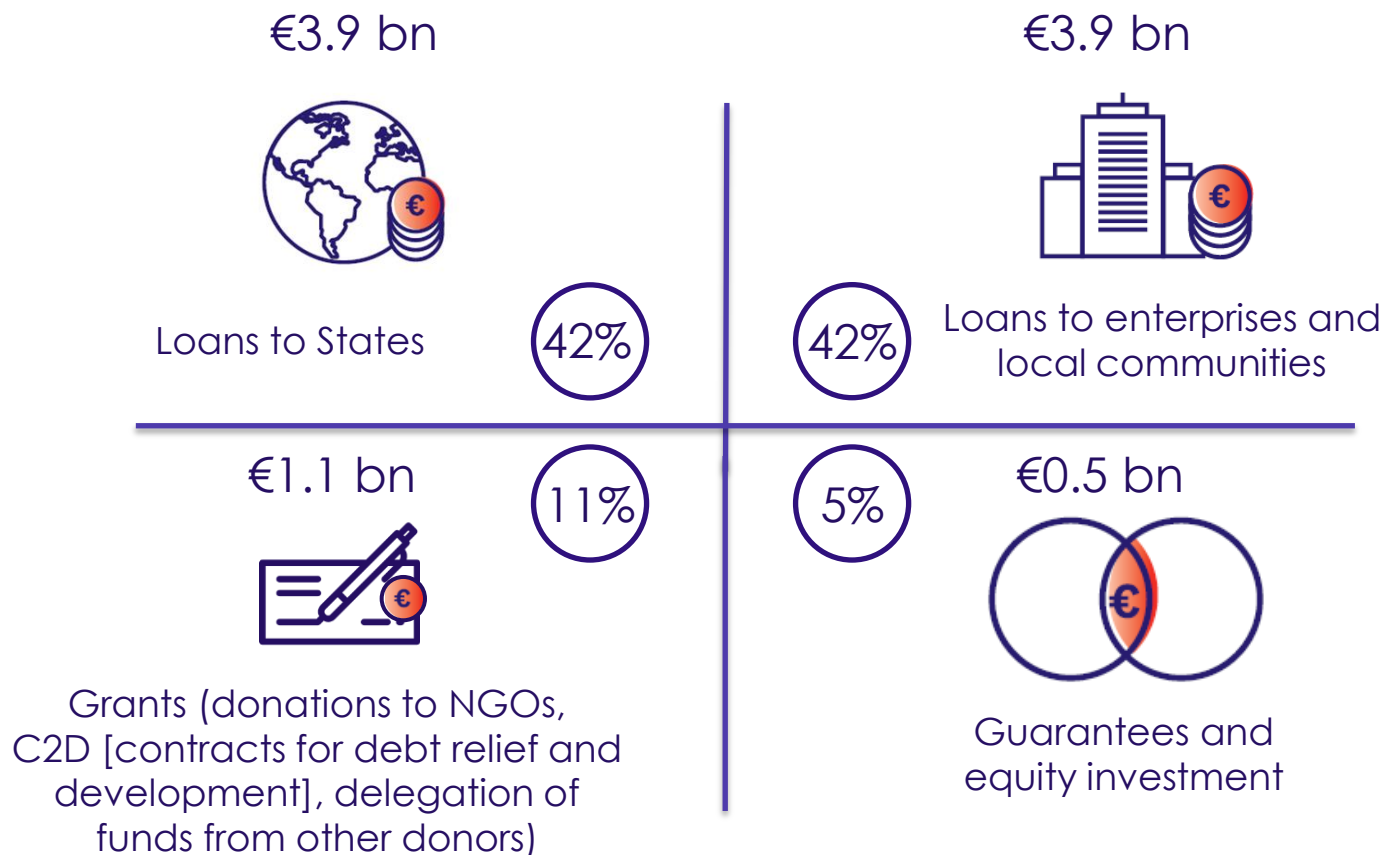 €3.9 bn
€
Loans to States
42%
€3.9 bn
€
42%
Loans to enterprises and
local communities
€1.1 bn
11%
€
Grants (donations to NGOs,
C2D [contracts for debt relief and
development], delegation of
funds from other donors)
5%
€0.5 bn
€
Guarantees and
equity investment